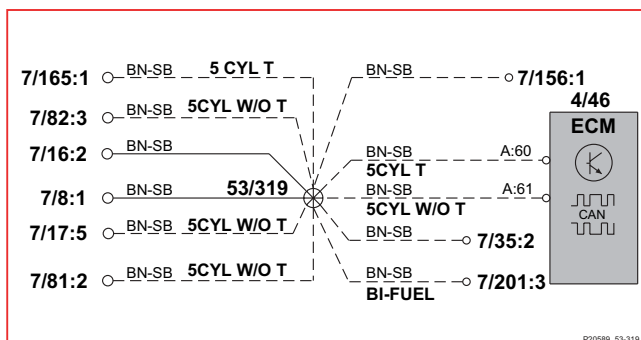 7/165:1 BN-SB 5 CYL T BN-SB 7/156:1
7/82:3 BN-SB 5CYL W/O T
4/46
ECM
7/16:2 BN-SB
BN-SB A:60
5CYL T
7/8:1 BN-SB 53/319 BN-SB A:61
5CYL W/O T
CAN
7/17:5 BN-SB 5CYL W/O T BN-SB 7/35:2
7/81:2 BN-SB 5CYL W/O T BN-SB 7/201:3
BI-FUEL
P20589_53-319